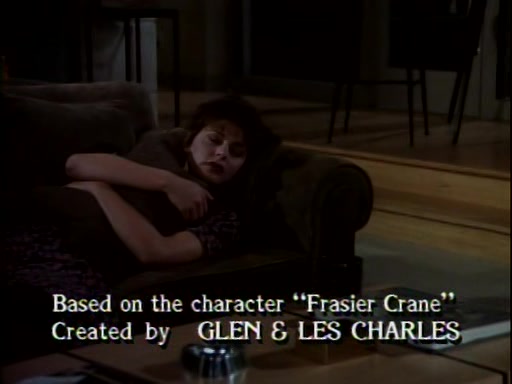 Based on the character “Frasier Crane”
Created by GLEN & LES CHARLES